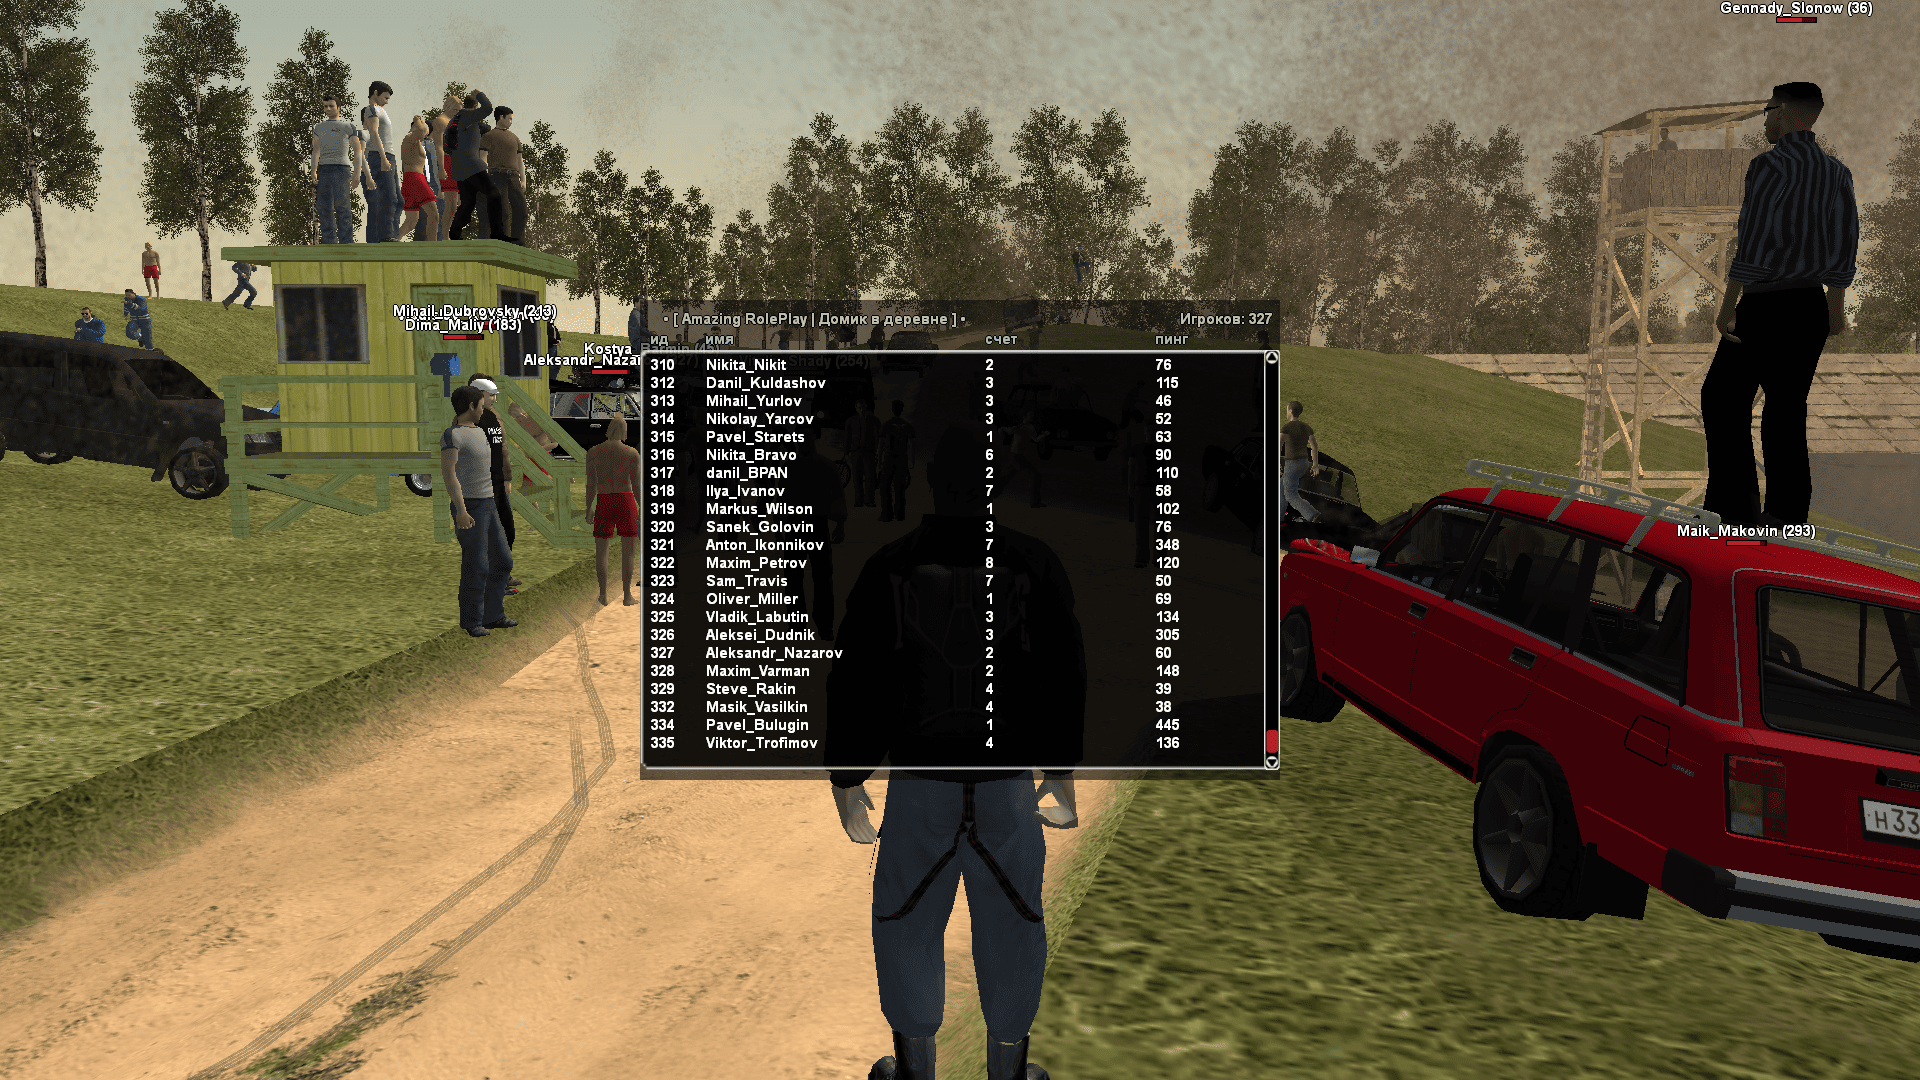 Gennady_Slonow (36)
Mihail_Dubrovsky (213)
Dima_Maliy (183)
Kostya
Aleksandr_Nazar
Shady (254)
Maik_Makovin (293)
• [ Amazing RolePlay | Домик в деревне ] •
Игроков: 327
ид имя счет пинг
310 Nikita_Nikit 2 76
312 Danil_Kuldashov 3 115
313 Mihail_Yurlov 3 46
314 Nikolay_Yarcov 3 52
315 Pavel_Starets 1 63
316 Nikita_Bravo 6 90
317 danil_BPAN 2 110
318 Ilya_Ivanov 7 58
319 Markus_Wilson 1 102
320 Sanek_Golovin 3 76
321 Anton_Ikonnikov 7 348
322 Maxim_Petrov 8 120
323 Sam_Travis 7 50
324 Oliver_Miller 1 69
325 Vladik_Labutin 3 134
326 Aleksei_Dudnik 3 305
327 Aleksandr_Nazarov 2 60
328 Maxim_Varman 2 148
329 Steve_Rakin 4 39
332 Masik_Vasilkin 4 38
334 Pavel_Bulugin 1 445
335 Viktor_Trofimov 4 136
Н33